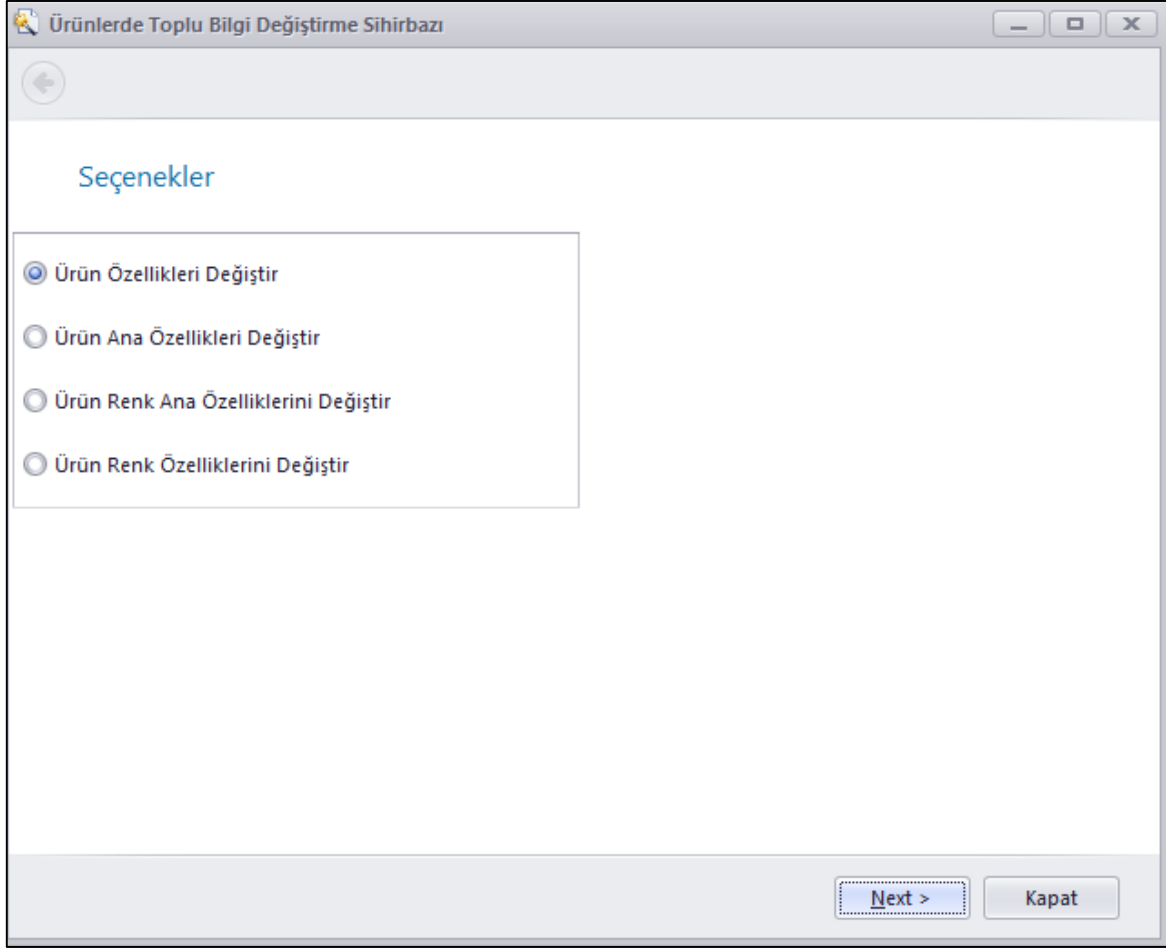 Ürünlerde Toplu Bilgi Değiştirme Sihirbazı
Seçenekler
Ürün Özellikleri Değiştir
Ürün Ana Özellikleri Değiştir
Ürün Renk Ana Özelliklerini Değiştir
Ürün Renk Özelliklerini Değiştir
Next > Kapat